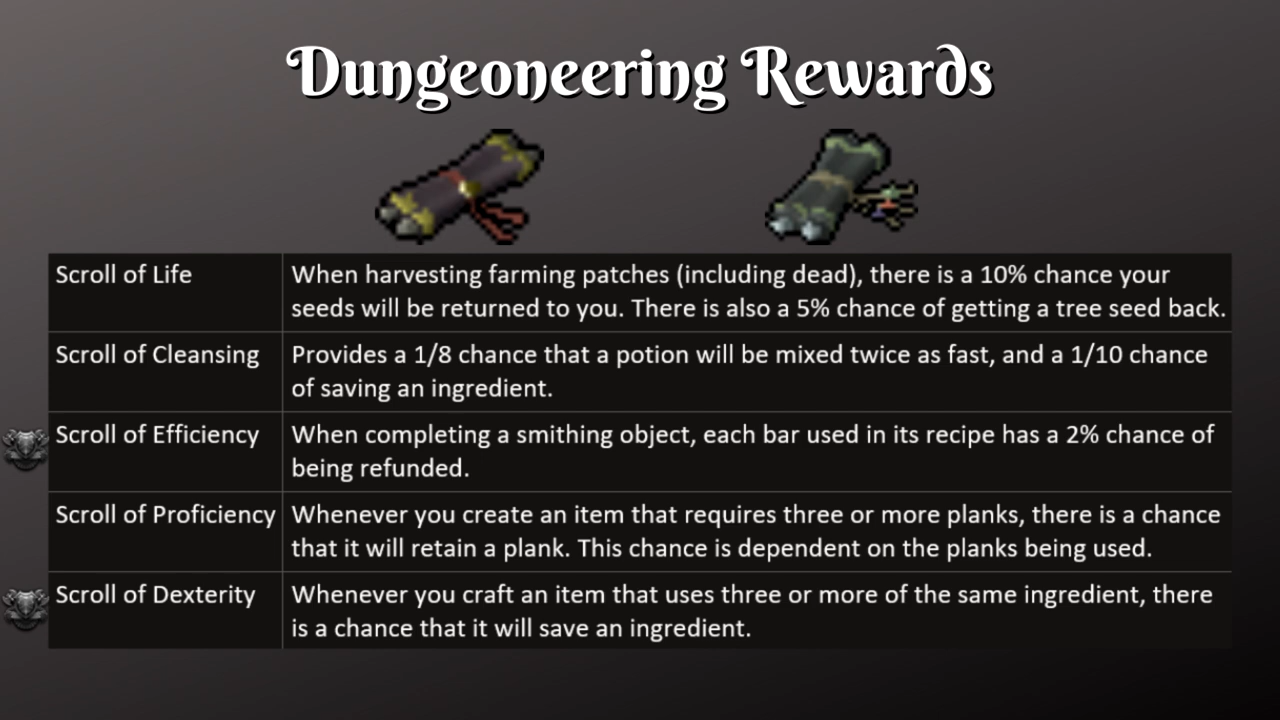 Dungeoneering Rewards
Scroll of Life
When harvesting farming patches (including dead), there is a 10% chance your
seeds will be returned to you. There is also a 5% chance of getting a tree seed back.
Scroll of Cleansing
Provides a 1/8 chance that a potion will be mixed twice as fast, and a 1/10 chance
of saving an ingredient.
Scroll of Efficiency
When completing a smithing object, each bar used in its recipe has a 2% chance of
being refunded.
Scroll of Proficiency
Whenever you create an item that requires three or more planks, there is a chance
that it will retain a plank. This chance is dependent on the planks being used.
Scroll of Dexterity
Whenever you craft an item that uses three or more of the same ingredient, there
is a chance that it will save an ingredient.